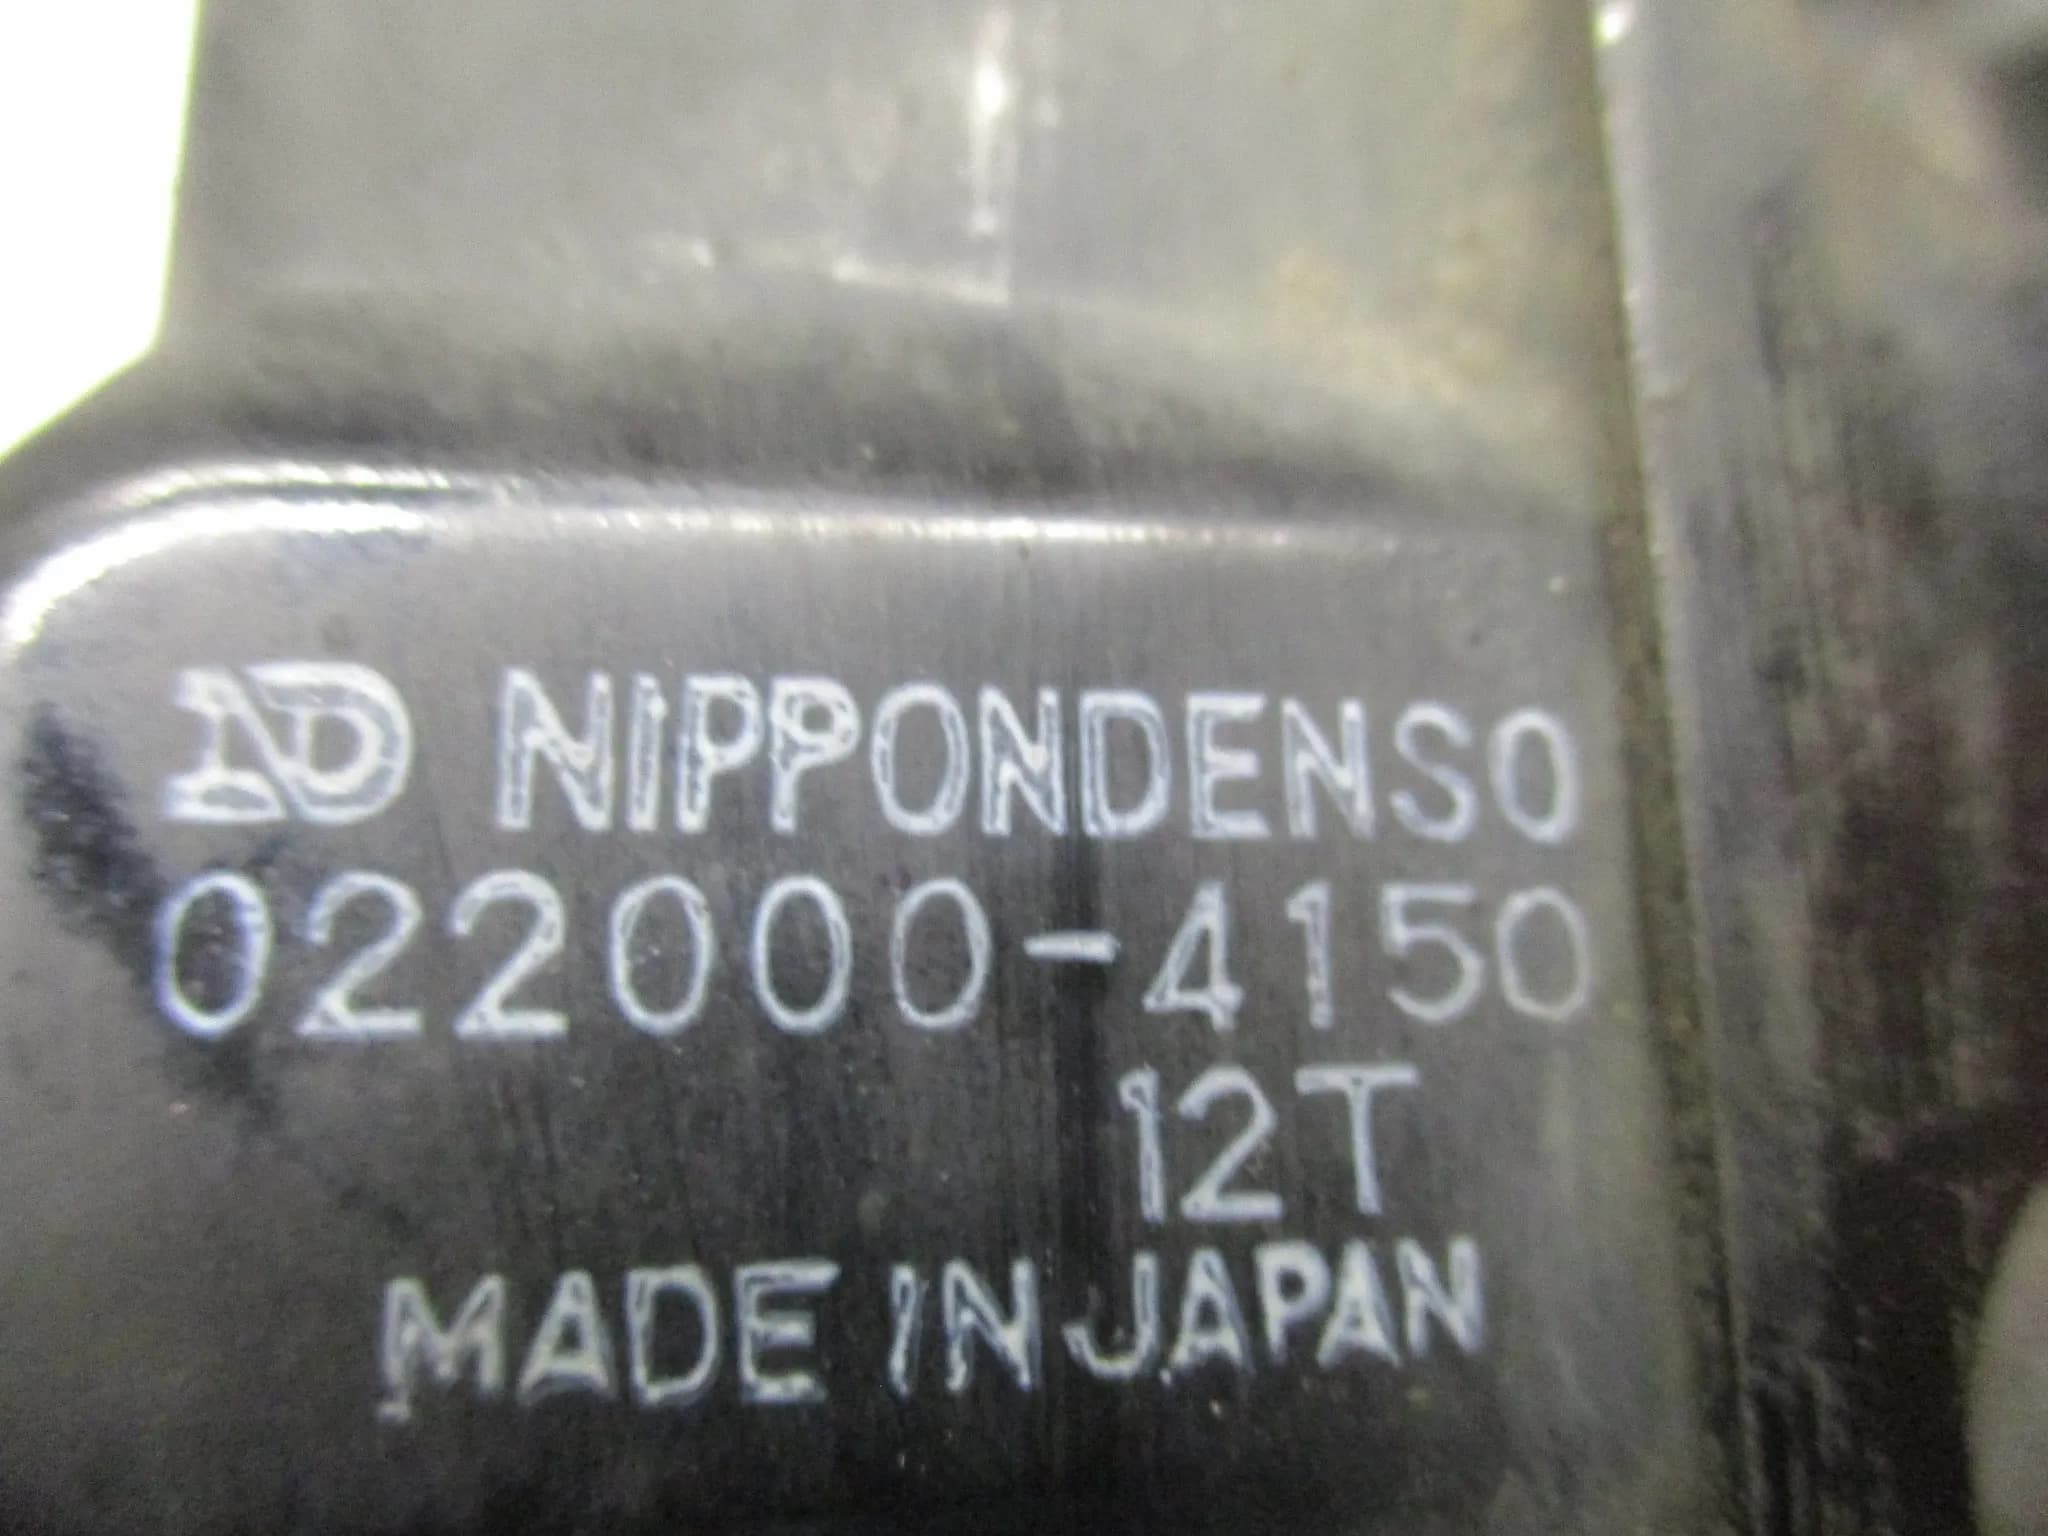 ND NIPPONDENSO
022000-4150
12T
MADE IN JAPAN